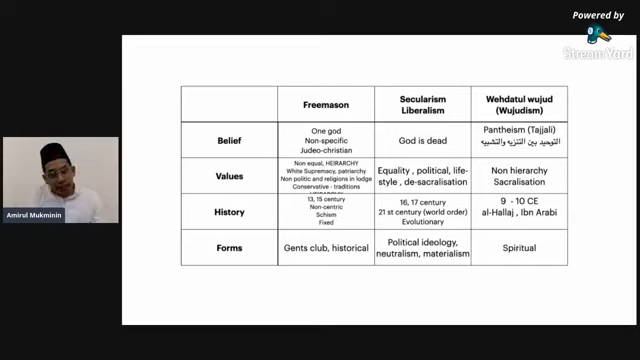 Powered by
StreamYard
Freemason
Secularism
Liberalism
Wehdatul wujud
(Wujudism)
Belief
One god
Non-specific
Judeo-christian
God is dead
Pantheism (Tajjali)
التوحيد بين التنزيه والتشبيه
Values
Non equal, HEIRARCHY
White Supremacy, patriarchy
Non politic and religions in lodge
Conservative - traditions
Equality , political, life-
style , de-sacralisation
Non hierarchy
Sacralisation
History
13, 15 century
Non-centric
Schism
Fixed
16, 17 century
21 st century (world order)
Evolutionary
9 - 10 CE
al-Hallaj , Ibn Arabi
Forms
Gents club, historical
Political ideology,
neutralism, materialism
Spiritual
Amirul Mukminin